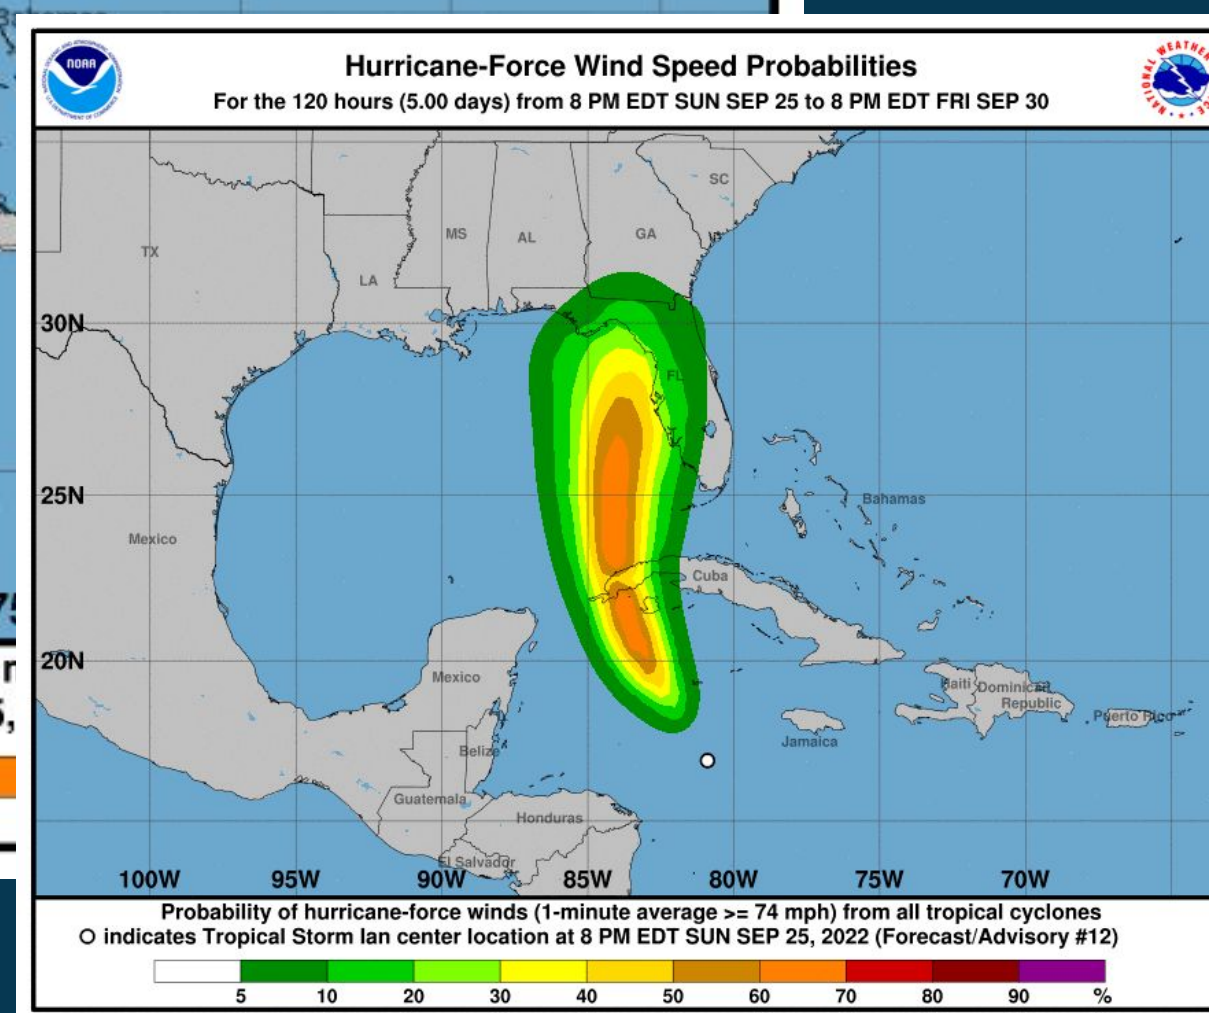 Bahamas
NOAA
Hurricane-Force Wind Speed Probabilities
For the 120 hours (5.00 days) from 8 PM EDT SUN SEP 25 to 8 PM EDT FRI SEP 30
WEATHER
SC
MS
AL
GA
TX
LA
30N
FL
25N
Bahamas
Mexico
Cuba
20N
Mexico
Haiti
Dominican
Republic
Puerto Rico
Jamaica
Belize
Guatemala
Honduras
El Salvador
100W 95W 90W 85W 80W 75W 70W
Probability of hurricane-force winds (1-minute average >= 74 mph) from all tropical cyclones
O indicates Tropical Storm Ian center location at 8 PM EDT SUN SEP 25, 2022 (Forecast/Advisory #12)
5 10 20 30 40 50 60 70 80 90 %